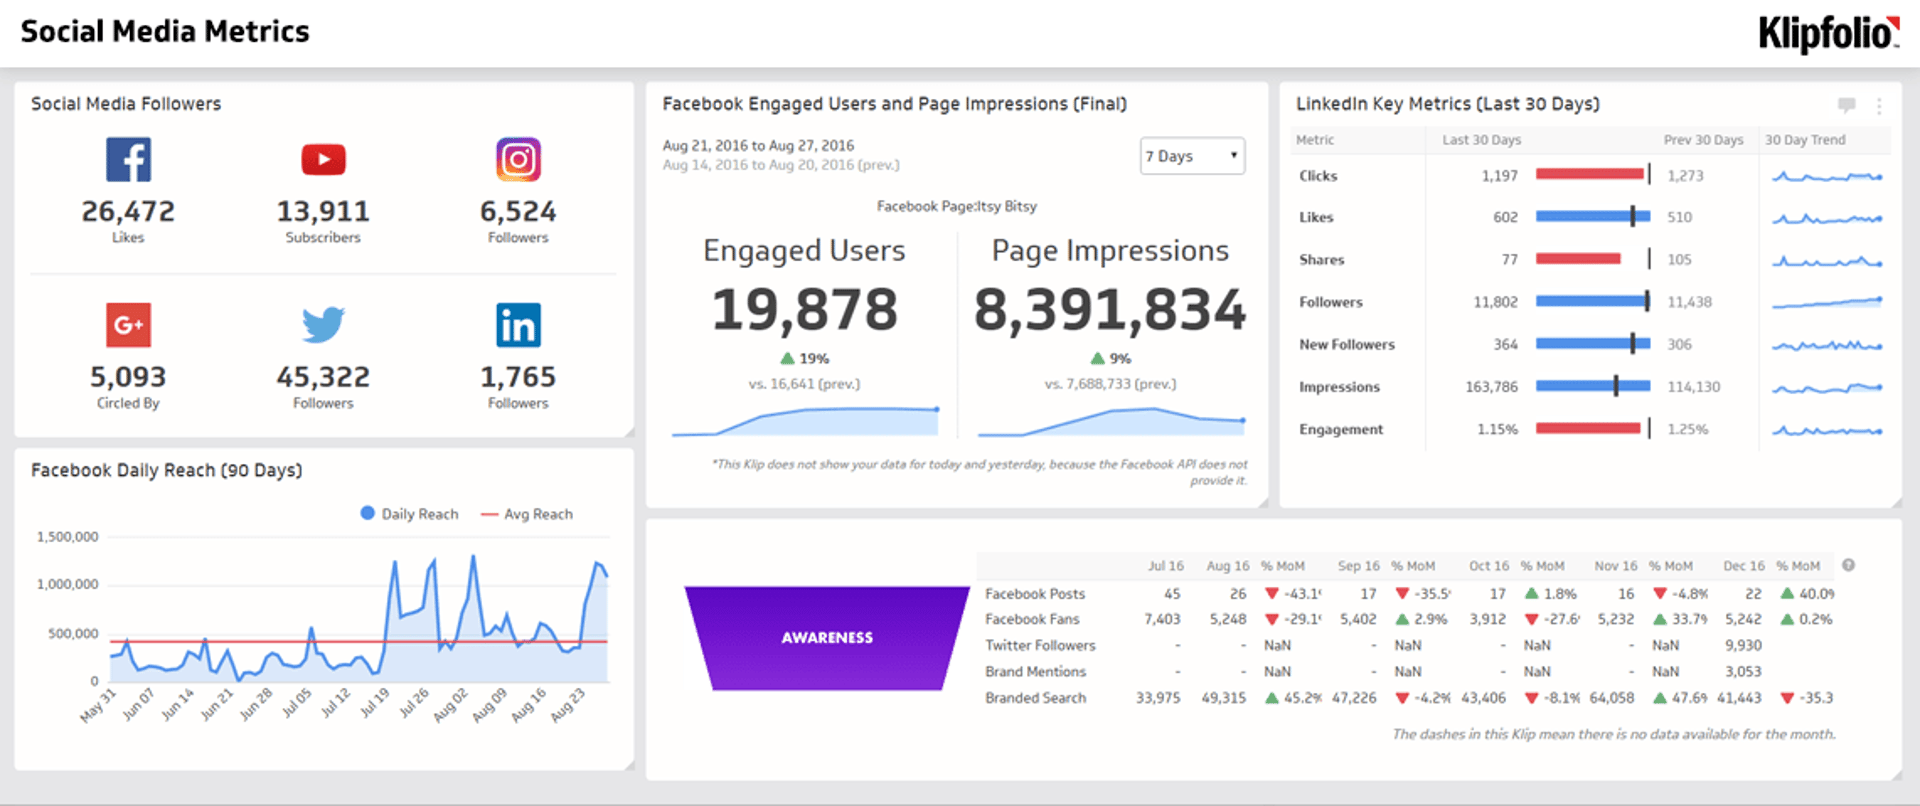 Social Media Metrics
Klipfolio
Social Media Followers
26,472 13,911 6,524
Likes Subscribers Followers
G+ in
5,093 45,322 1,765
Circled By Followers Followers
Facebook Daily Reach (90 Days)
Daily Reach Avg Reach
1,500,000
1,000,000
500,000
0
May 31 Jun 07 Jun 14 Jun 21 Jun 28 Jul 05 Jul 12 Jul 19 Jul 26 Aug 02 Aug 09 Aug 16 Aug 23
Facebook Engaged Users and Page Impressions (Final)
Aug 21, 2016 to Aug 27, 2016
Aug 14, 2016 to Aug 20, 2016 (prev.)
7 Days
Facebook Page:Itsy Bitsy
Engaged Users Page Impressions
19,878 8,391,834
19% 9%
vs. 16,641 (prev.) vs. 7,688,733 (prev.)
*This Klip does not show your data for today and yesterday, because the Facebook API does not
provide it.
LinkedIn Key Metrics (Last 30 Days)
Metric Last 30 Days Prev 30 Days 30 Day Trend
Clicks 1,197 1,273
Likes 602 510
Shares 77 105
Followers 11,802 11,438
New Followers 364 306
Impressions 163,786 114,130
Engagement 1.15% 1.25%
AWARENESS
Jul 16 Aug 16 % MoM Sep 16 % MoM Oct 16 % MoM Nov 16 % MoM Dec 16 % MoM ?
Facebook Posts 45 26 -43.1 17 -35.5 17 1.8% 16 -4.8% 22 40.0%
Facebook Fans 7,403 5,248 -29.1 5,402 2.9% 3,912 -27.6 5,232 33.7% 5,242 0.2%
Twitter Followers - - NaN - NaN - NaN - NaN 9,930
Brand Mentions - - NaN - NaN - NaN - NaN 3,053
Branded Search 33,975 49,315 45.2% 47,226 -4.2% 43,406 -8.1% 64,058 47.6% 41,443 -35.3
The dashes in this Klip mean there is no data available for the month.